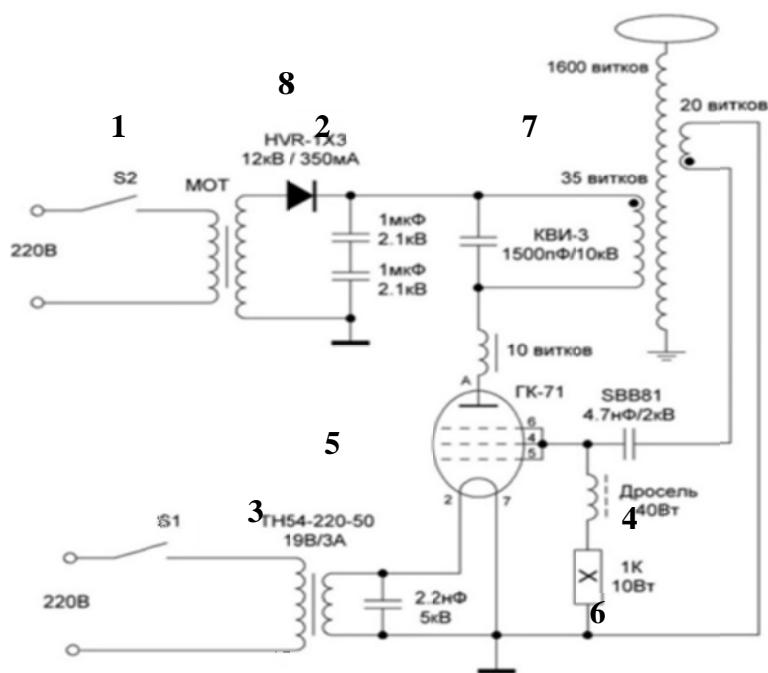 1600 витков
8
20 витков
1
2
7
HVR-1X3
12кВ / 350мА
S2
МОТ
35 витков
1мкФ
2.1кВ
КВИ-3
1500пФ/10кВ
220В
1мкФ
2.1кВ
10 витков
A
ГК-71
SBB81
4.7нФ/2кВ
6
4
5
5
2
7
3
S1
ТН54-220-50
19В/3А
Дросель
4
40Вт
220В
2.2нФ
5кВ
1К
10Вт
6